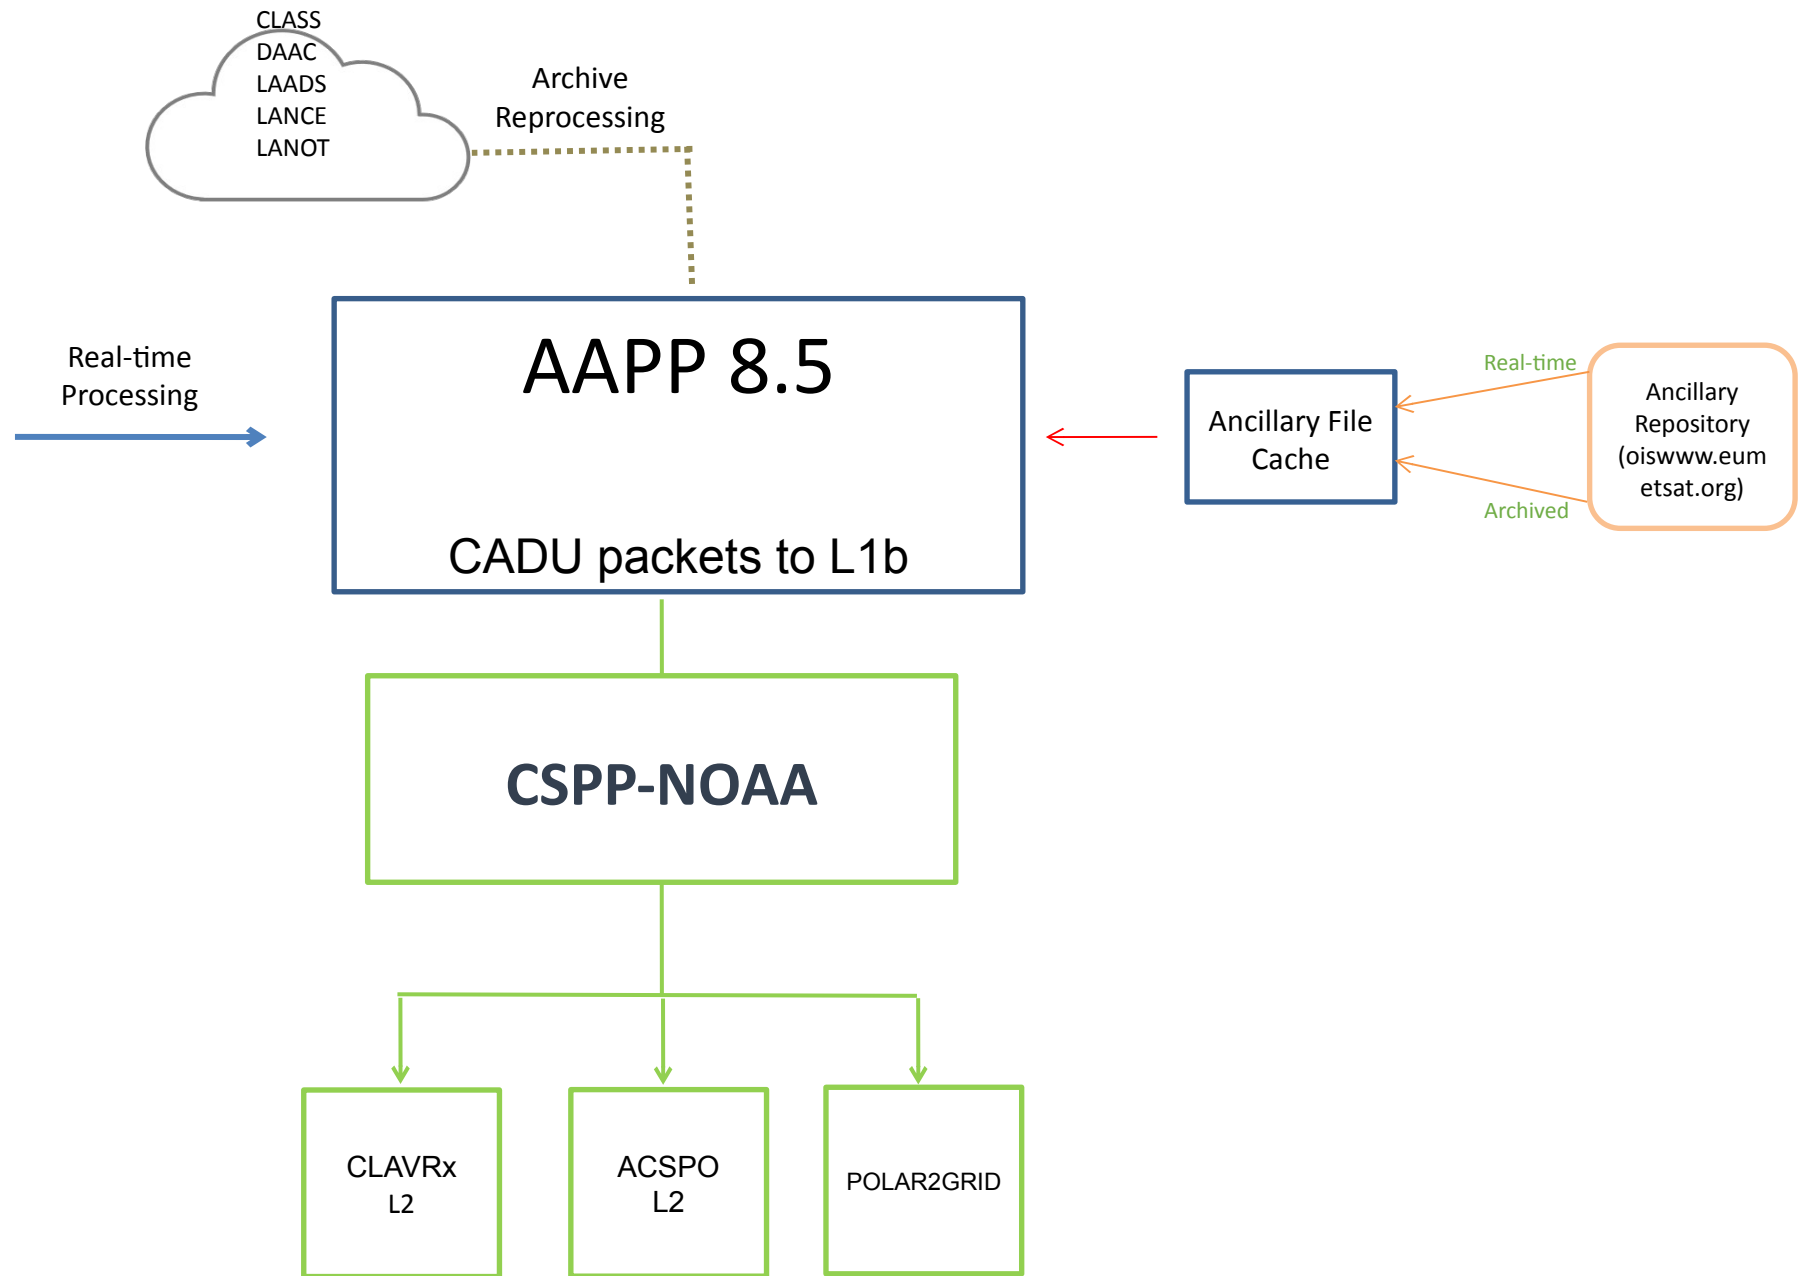 CLASS
DAAC
LAADS
LANCE
LANOT
Archive
Reprocessing
Real-time
Processing
AAPP 8.5
CADU packets to L1b
Ancillary File
Cache
Real-time
Archived
Ancillary
Repository
(oiswww.eum
etsat.org)
CSPP-NOAA
CLAVRx
L2
ACSPO
L2
POLAR2GRID